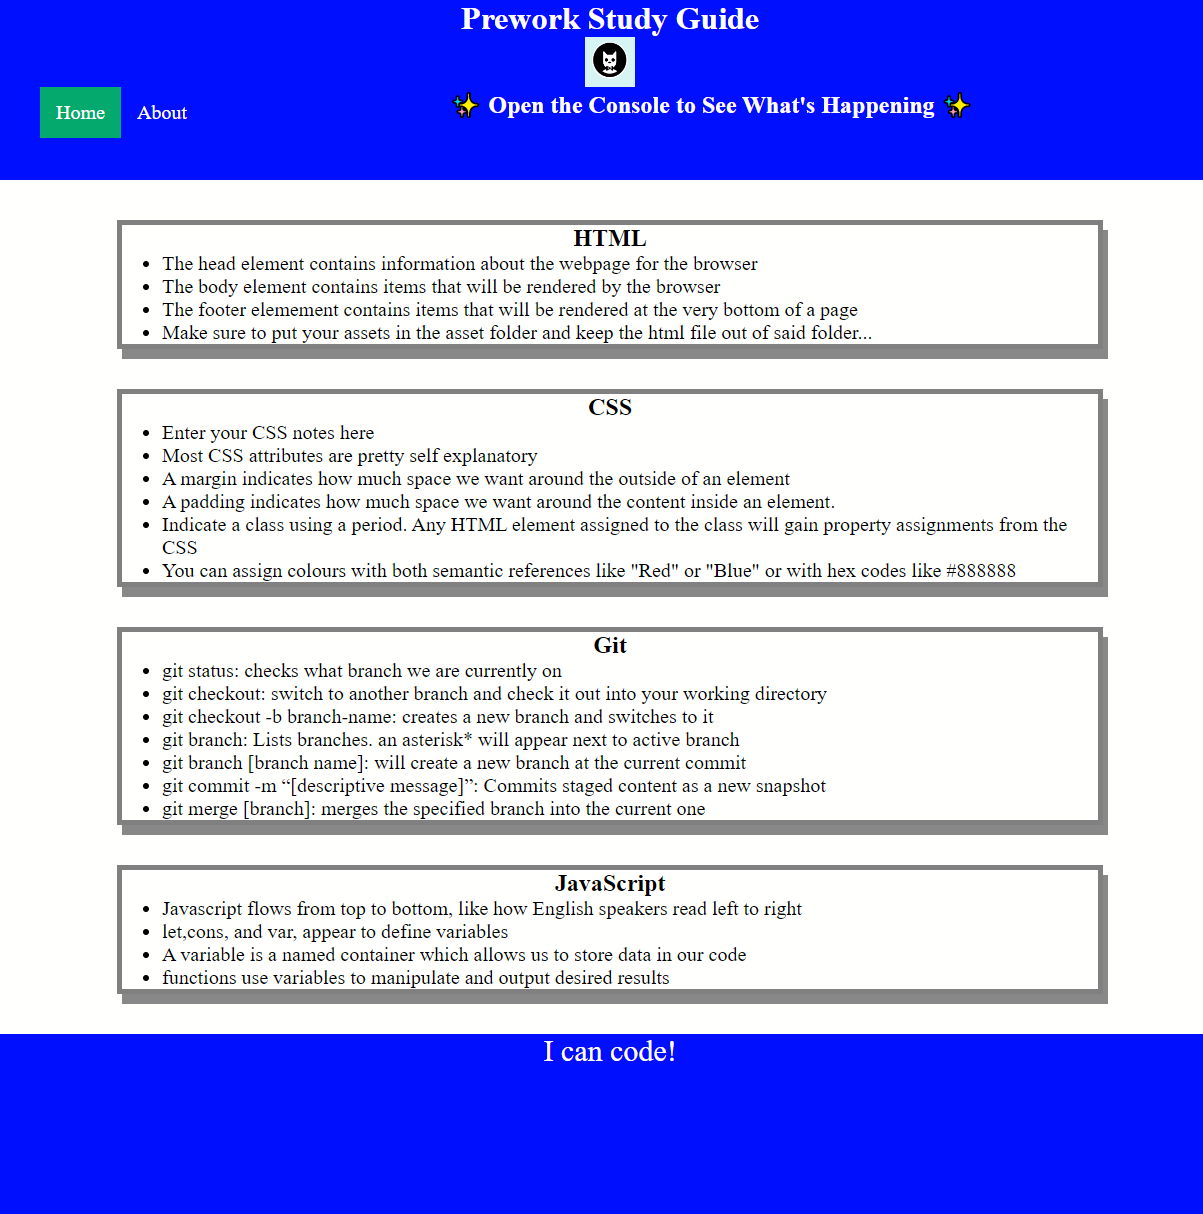 Prework Study Guide
Home
About
✨ Open the Console to See What's Happening ✨
HTML
• The head element contains information about the webpage for the browser
• The body element contains items that will be rendered by the browser
• The footer elemement contains items that will be rendered at the very bottom of a page
• Make sure to put your assets in the asset folder and keep the html file out of said folder...
CSS
• Enter your CSS notes here
• Most CSS attributes are pretty self explanatory
• A margin indicates how much space we want around the outside of an element
• A padding indicates how much space we want around the content inside an element.
• Indicate a class using a period. Any HTML element assigned to the class will gain property assignments from the
CSS
• You can assign colours with both semantic references like "Red" or "Blue" or with hex codes like #888888
Git
• git status: checks what branch we are currently on
• git checkout: switch to another branch and check it out into your working directory
• git checkout -b branch-name: creates a new branch and switches to it
• git branch: Lists branches. an asterisk* will appear next to active branch
• git branch [branch name]: will create a new branch at the current commit
• git commit -m “[descriptive message]”: Commits staged content as a new snapshot
• git merge [branch]: merges the specified branch into the current one
JavaScript
• Javascript flows from top to bottom, like how English speakers read left to right
• let,cons, and var, appear to define variables
• A variable is a named container which allows us to store data in our code
• functions use variables to manipulate and output desired results
I can code!